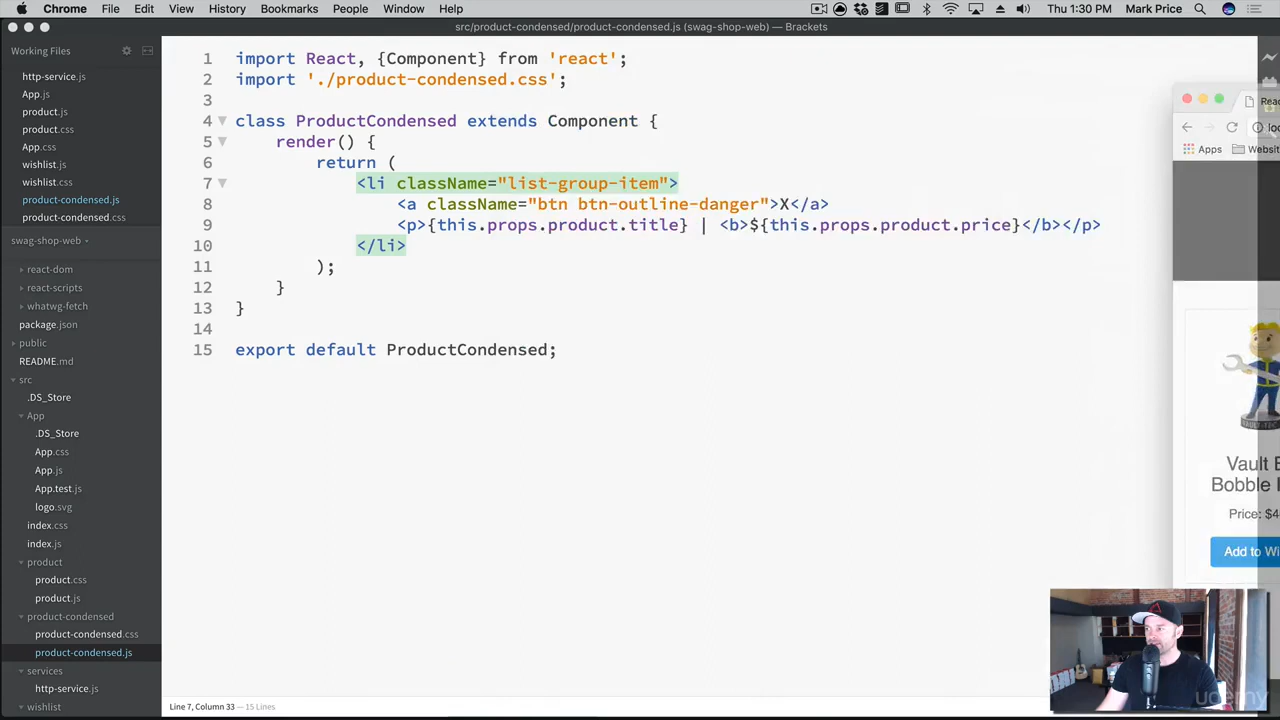 Chrome File Edit View History Bookmarks People Window Help Thu 1:30 PM Mark Price
src/product-condensed/product-condensed.js (swag-shop-web) — Brackets
Working Files
http-service.js
App.js
product.js
product.css
App.css
wishlist.js
wishlist.css
product-condensed.js
product-condensed.css
swag-shop-web
react-dom
react-scripts
whatwg-fetch
package.json
public
README.md
src
.DS_Store
App
.DS_Store
App.css
App.js
App.test.js
logo.svg
index.css
index.js
product
product.css
product.js
product-condensed
product-condensed.css
product-condensed.js
services
http-service.js
wishlist
1 import React, {Component} from 'react';
2 import './product-condensed.css';
3
4 class ProductCondensed extends Component {
5 render() {
6 return (
7 <li className="list-group-item">
8 <a className="btn btn-outline-danger">X</a>
9 <p>{this.props.product.title} | <b>${this.props.product.price}</b></p>
10 </li>
11 );
12 }
13 }
14
15 export default ProductCondensed;
Line 7, Column 33 — 15 Lines
Apps
Price: $4
Add to Wi
udemy